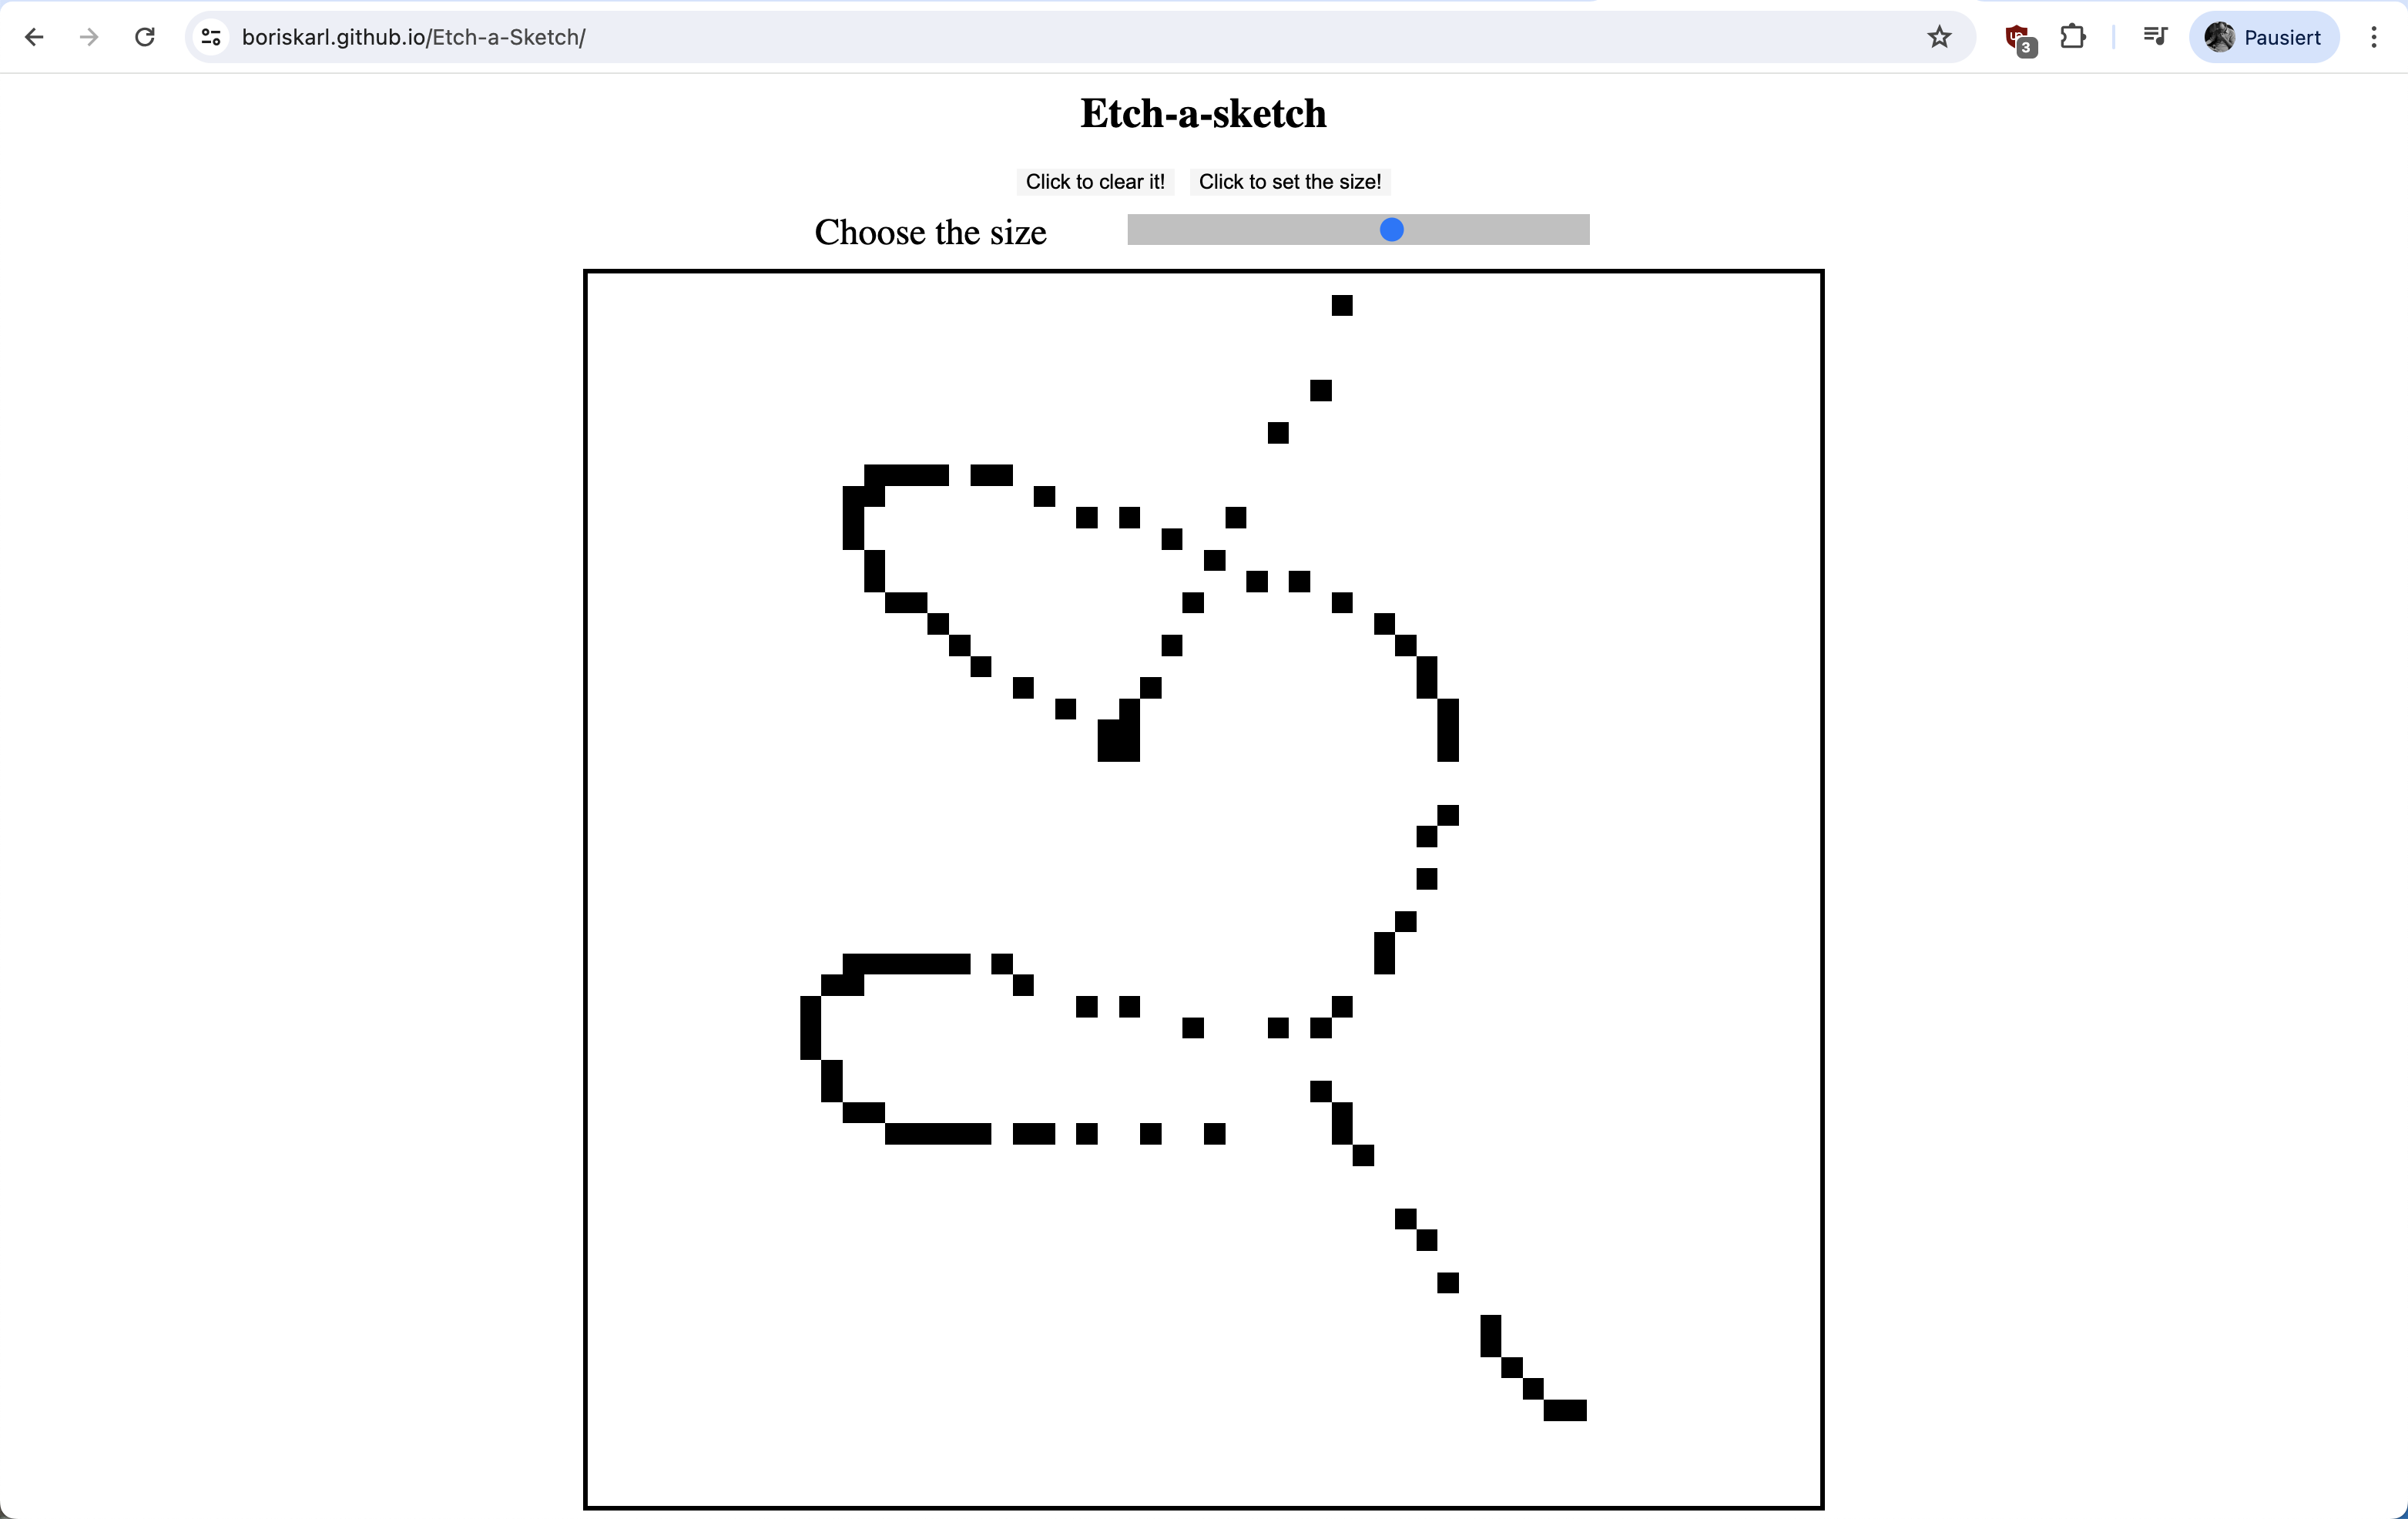 boriskarl.github.io/Etch-a-Sketch/
3
Pausiert
Etch-a-sketch
Click to clear it! Click to set the size!
Choose the size